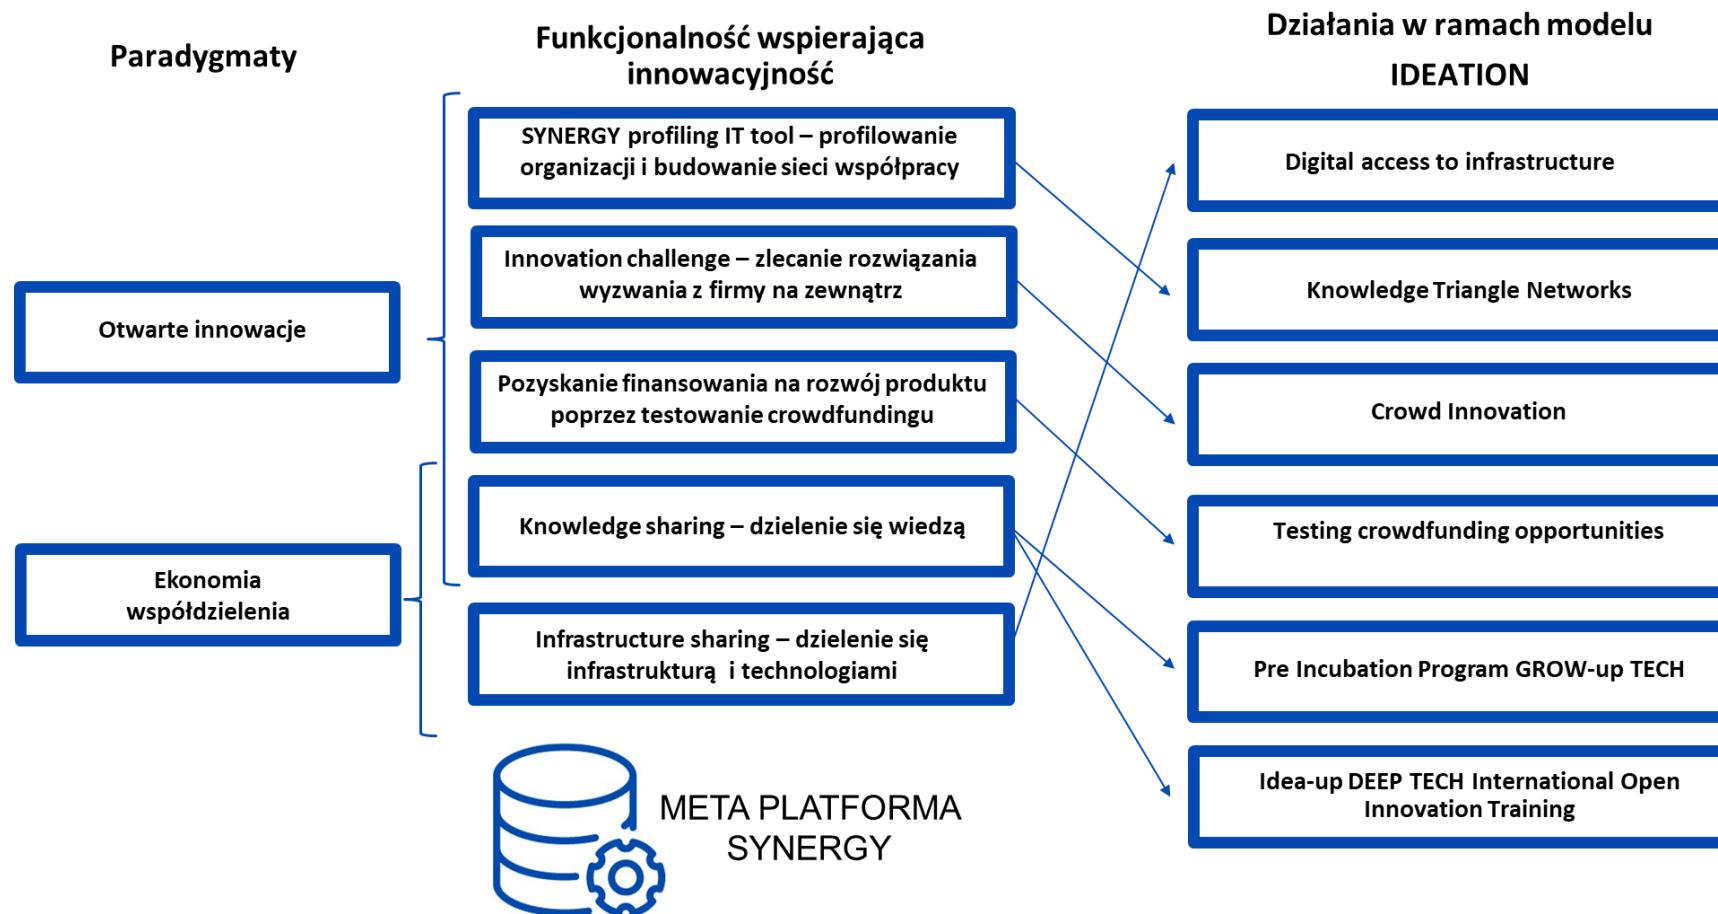 Paradygmaty
Funkcjonalność wspierająca
innowacyjność
Działania w ramach modelu
IDEATION
Otwarte innowacje
Ekonomia
współdzielenia
SYNERGY profiling IT tool – profilowanie
organizacji i budowanie sieci współpracy
Innovation challenge – zlecanie rozwiązania
wyzwania z firmy na zewnątrz
Pozyskanie finansowania na rozwój produktu
poprzez testowanie crowdfundingu
Knowledge sharing – dzielenie się wiedzą
Infrastructure sharing – dzielenie się
infrastrukturą i technologiami
META PLATFORMA
SYNERGY
Digital access to infrastructure
Knowledge Triangle Networks
Crowd Innovation
Testing crowdfunding opportunities
Pre Incubation Program GROW-up TECH
Idea-up DEEP TECH International Open
Innovation Training